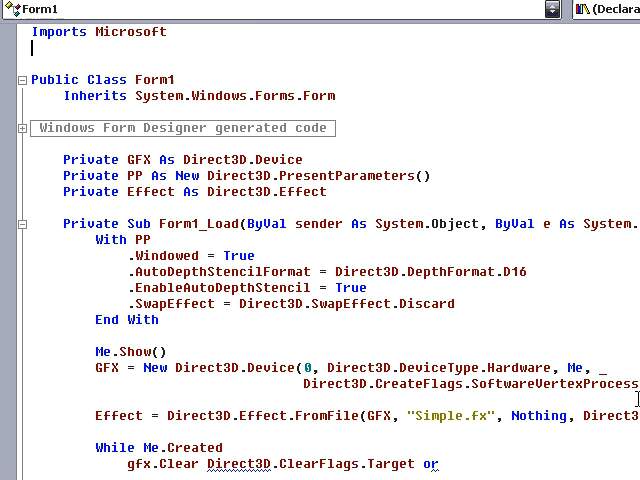 Form1
(Declara
Imports Microsoft
Public Class Form1
Inherits System.Windows.Forms.Form
Windows Form Designer generated code
Private GFX As Direct3D.Device
Private PP As New Direct3D.PresentParameters()
Private Effect As Direct3D.Effect
Private Sub Form1_Load(ByVal sender As System.Object, ByVal e As System.
With PP
.Windowed = True
.AutoDepthStencilFormat = Direct3D.DepthFormat.D16
.EnableAutoDepthStencil = True
.SwapEffect = Direct3D.SwapEffect.Discard
End With
Me.Show()
GFX = New Direct3D.Device(0, Direct3D.DeviceType.Hardware, Me, _
Direct3D.CreateFlags.SoftwareVertexProcess
Effect = Direct3D.Effect.FromFile(GFX, "Simple.fx", Nothing, Direct3
While Me.Created
gfx.Clear Direct3D.ClearFlags.Target or